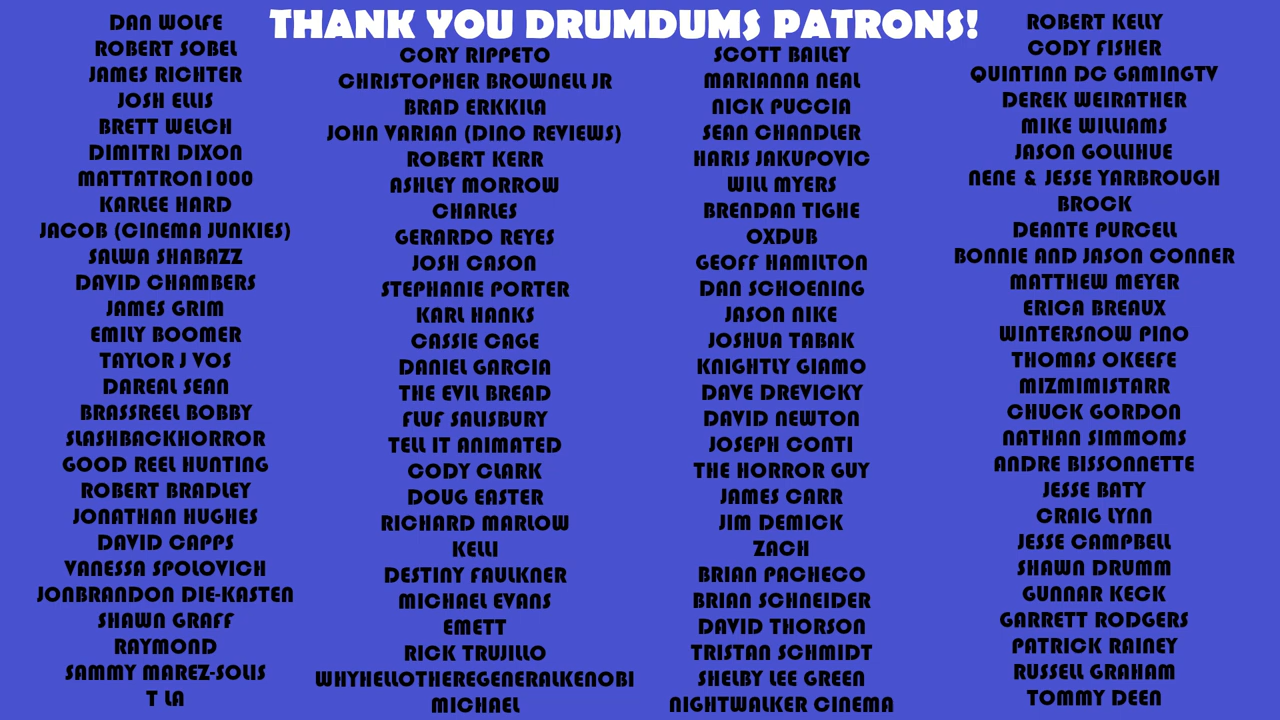 THANK YOU DRUMDUMS PATRONS!
DAN WOLFE
ROBERT SOBEL
JAMES RICHTER
JOSH ELLIS
BRETT WELCH
DIMITRI DIXON
MATTATRON1000
KARLEE HARD
JACOB (CINEMA JUNKIES)
SALWA SHABAZZ
DAVID CHAMBERS
JAMES GRIM
EMILY BOOMER
TAYLOR J VOS
DAREAL SEAN
BRASSREEL BOBBY
SLASHBACKHORROR
GOOD REEL HUNTING
ROBERT BRADLEY
JONATHAN HUGHES
DAVID CAPPS
VANESSA SPOLOVICH
JONBRANDON DIE-KASTEN
SHAWN GRAFF
RAYMOND
SAMMY MAREZ-SOLIS
T LA
CORY RIPPETO
CHRISTOPHER BROWNELL JR
BRAD ERKKILA
JOHN VARIAN (DINO REVIEWS)
ROBERT KERR
ASHLEY MORROW
CHARLES
GERARDO REYES
JOSH CASON
STEPHANIE PORTER
KARL HANKS
CASSIE CAGE
DANIEL GARCIA
THE EVIL BREAD
FLUF SALISBURY
TELL IT ANIMATED
CODY CLARK
DOUG EASTER
RICHARD MARLOW
KELLI
DESTINY FAULKNER
MICHAEL EVANS
EMETT
RICK TRUJILLO
WHYHELLOTHEREGENERALKENOBI
MICHAEL
SCOTT BAILEY
MARIANNA NEAL
NICK PUCCIA
SEAN CHANDLER
HARIS JAKUPOVIC
WILL MYERS
BRENDAN TIGHE
OXDUB
GEOFF HAMILTON
DAN SCHOENING
JASON NIKE
JOSHUA TABAK
KNIGHTLY GIAMO
DAVE DREVICKY
DAVID NEWTON
JOSEPH CONTI
THE HORROR GUY
JAMES CARR
JIM DEMICK
ZACH
BRIAN PACHECO
BRIAN SCHNEIDER
DAVID THORSON
TRISTAN SCHMIDT
SHELBY LEE GREEN
NIGHTWALKER CINEMA
ROBERT KELLY
CODY FISHER
QUINTINN DC GAMINGTV
DEREK WEIRATHER
MIKE WILLIAMS
JASON GOLLIHUE
NENE & JESSE YARBROUGH
BROCK
DEANTE PURCELL
BONNIE AND JASON CONNER
MATTHEW MEYER
ERICA BREAUX
WINTERSNOW PINO
THOMAS OKEEFE
MIZMIMISTARR
CHUCK GORDON
NATHAN SIMMOMS
ANDRE BISSONNETTE
JESSE BATY
CRAIG LYNN
JESSE CAMPBELL
SHAWN DRUMM
GUNNAR KECK
GARRETT RODGERS
PATRICK RAINEY
RUSSELL GRAHAM
TOMMY DEEN